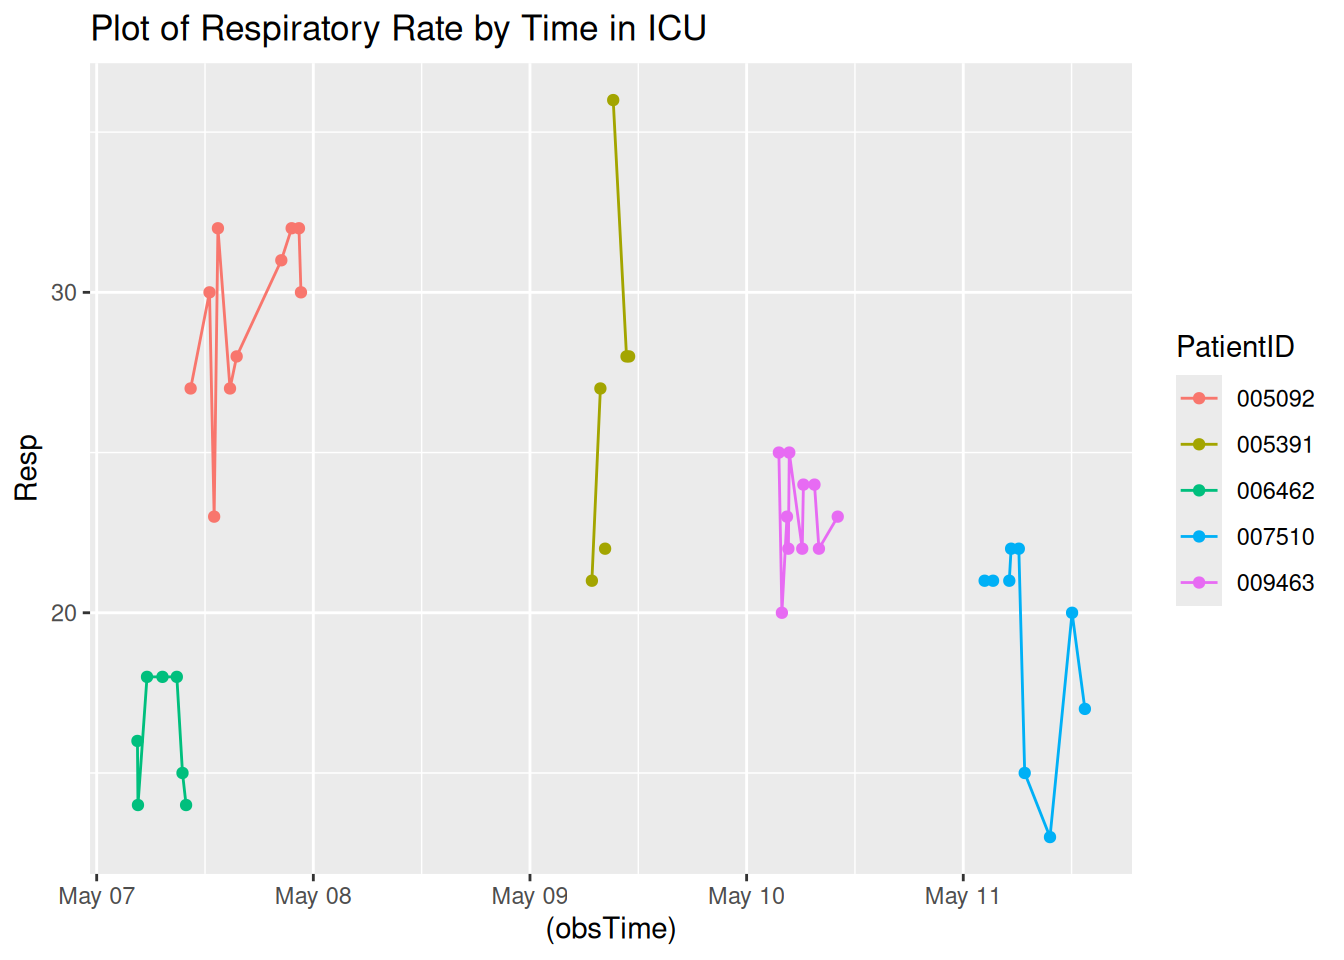 Plot of Respiratory Rate by Time in ICU
Resp
30
20
May 07
May 08
May 09
May 10
May 11
(obsTime)
PatientID
005092
005391
006462
007510
009463